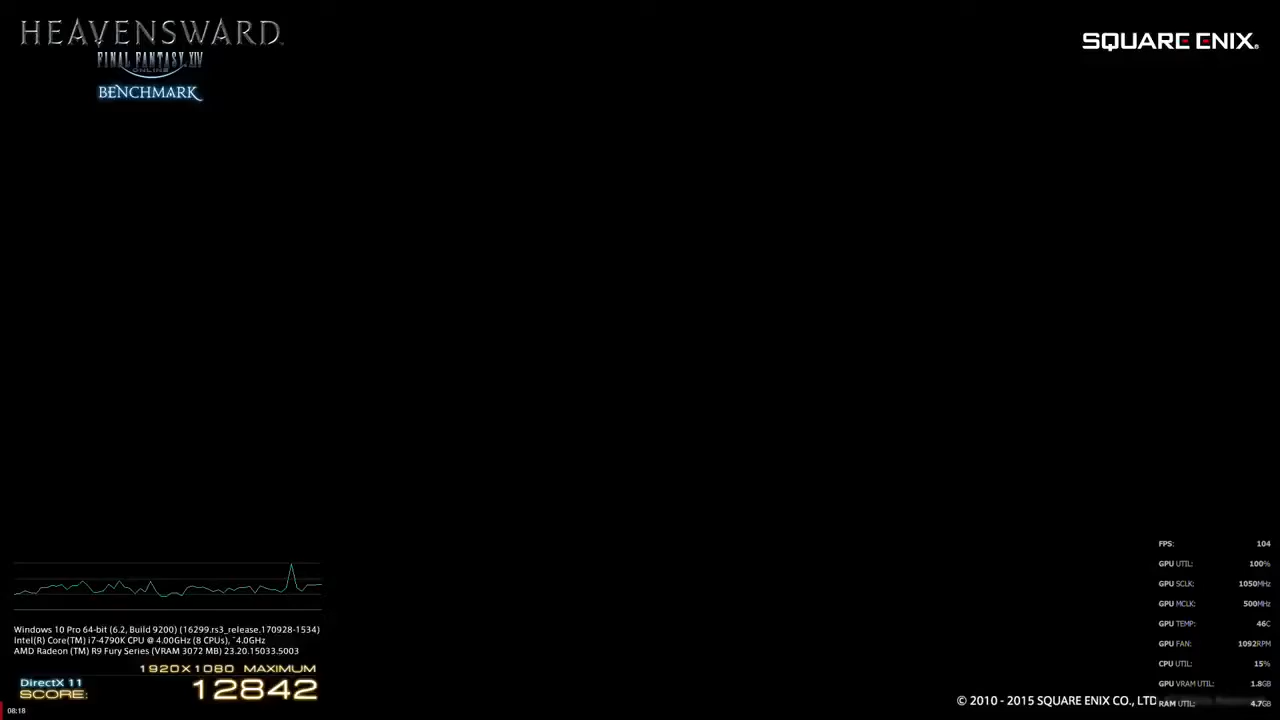 HEAVENSWARD
FINAL FANTASY XIV
ONLINE
BENCHMARK
SQUARE ENIX®
FPS: 104
GPU UTIL: 100%
GPU SCLK: 1050MHz
GPU MCLK: 500MHz
GPU TEMP: 46C
GPU FAN: 1092RPM
CPU UTIL: 15%
GPU VRAM UTIL: 1.8GB
RAM UTIL: 4.7GB
Windows 10 Pro 64-bit (6.2, Build 9200) (16299.rs3_release.170928-1534)
Intel(R) Core(TM) i7-4790K CPU @ 4.00GHz (8 CPUs), ~4.0GHz
AMD Radeon (TM) R9 Fury Series (VRAM 3072 MB) 23.20.15033.5003
1920X1080 MAXIMUM
DirectX 11
SCORE: 12842
08:18
© 2010 - 2015 SQUARE ENIX CO., LTD